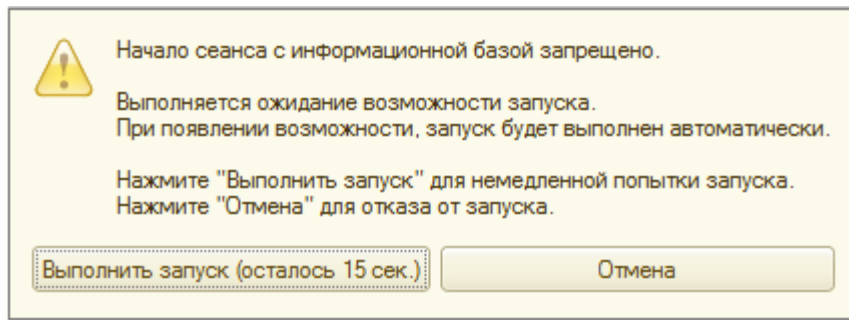 Начало сеанса с информационной базой запрещено.
Выполняется ожидание возможности запуска.
При появлении возможности, запуск будет выполнен автоматически.
Нажмите "Выполнить запуск" для немедленной попытки запуска.
Нажмите "Отмена" для отказа от запуска.
Выполнить запуск (осталось 15 сек.) Отмена